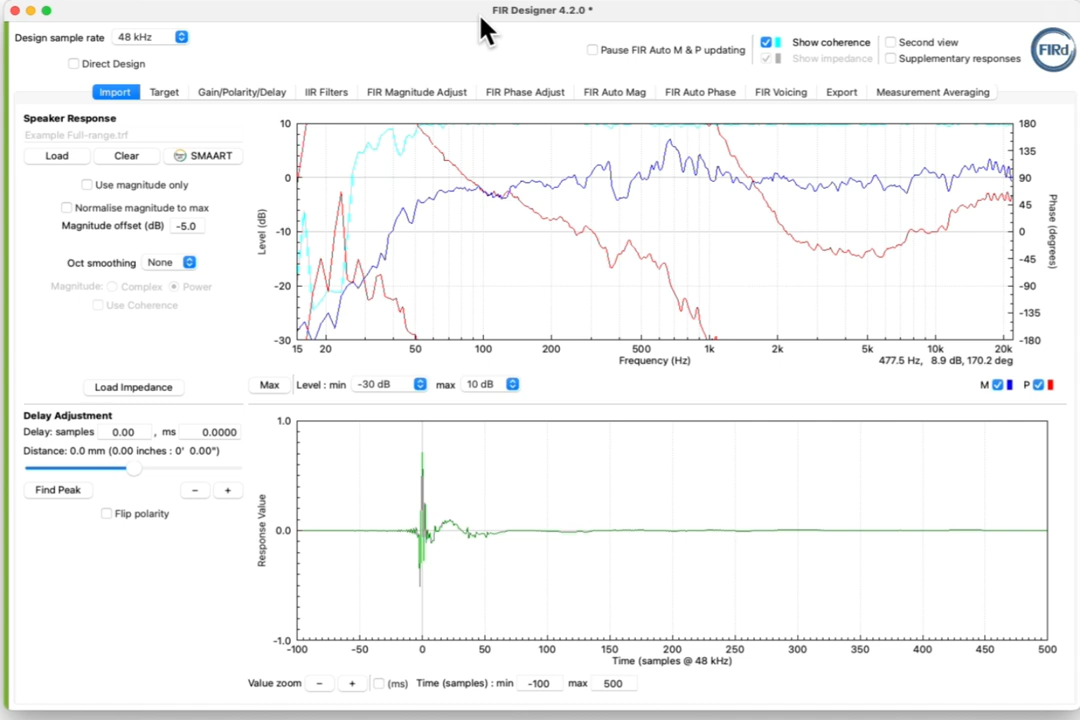 FIR Designer 4.2.0 *
Design sample rate 48 kHz
Direct Design
Pause FIR Auto M & P updating
Show coherence
Show impedance
Second view
Supplementary responses
FIRd
Import Target Gain/Polarity/Delay IIR Filters FIR Magnitude Adjust FIR Phase Adjust FIR Auto Mag FIR Auto Phase FIR Voicing Export Measurement Averaging
Speaker Response
Example Full-range.trf
Load Clear SMAART
Use magnitude only
Normalise magnitude to max
Magnitude offset (dB) -5.0
Oct smoothing None
Magnitude: Complex Power
Use Coherence
Load Impedance
Delay Adjustment
Delay: samples 0.00 , ms 0.0000
Distance: 0.0 mm (0.00 inches : 0' 0.00")
Find Peak - +
Flip polarity
10
0
-10
-20
-30
Level (dB)
180
135
90
45
0
-45
-90
-135
-180
Phase (degrees)
15 20 50 100 200 500 1k 2k 5k 10k 20k
Frequency (Hz)
477.5 Hz, 8.9 dB, 170.2 deg
Max Level : min -30 dB max 10 dB
M P
1.0
0.0
-1.0
Response Value
-100 -50 0 50 100 150 200 250 300 350 400 450 500
Time (samples @ 48 kHz)
Value zoom - + (ms) Time (samples) : min -100 max 500